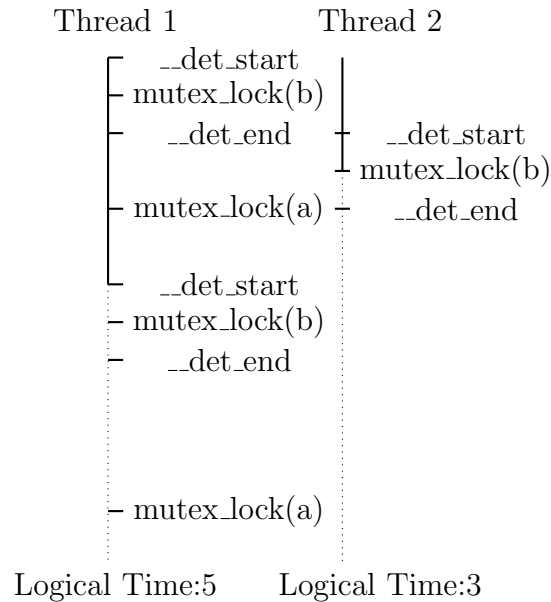 Thread 1 Thread 2
__det_start
mutex_lock(b)
__det_end __det_start
mutex_lock(b)
mutex_lock(a) __det_end
__det_start
mutex_lock(b)
__det_end
mutex_lock(a)
Logical Time:5 Logical Time:3